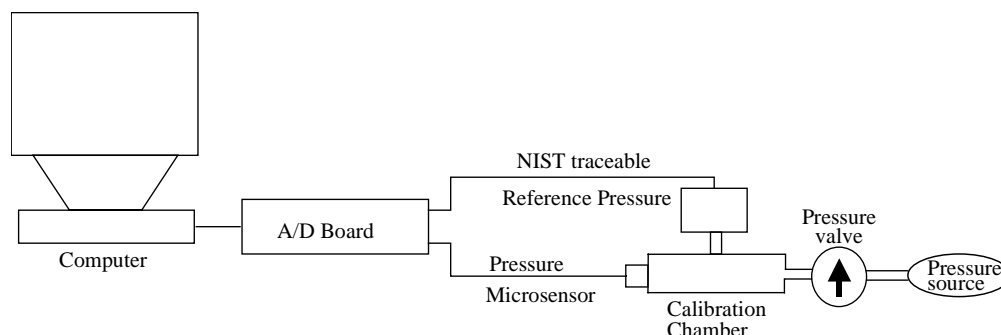 NIST traceable
Reference Pressure
A/D Board
Computer
Pressure
Microsensor
Calibration
Chamber
Pressure
valve
Pressure
source